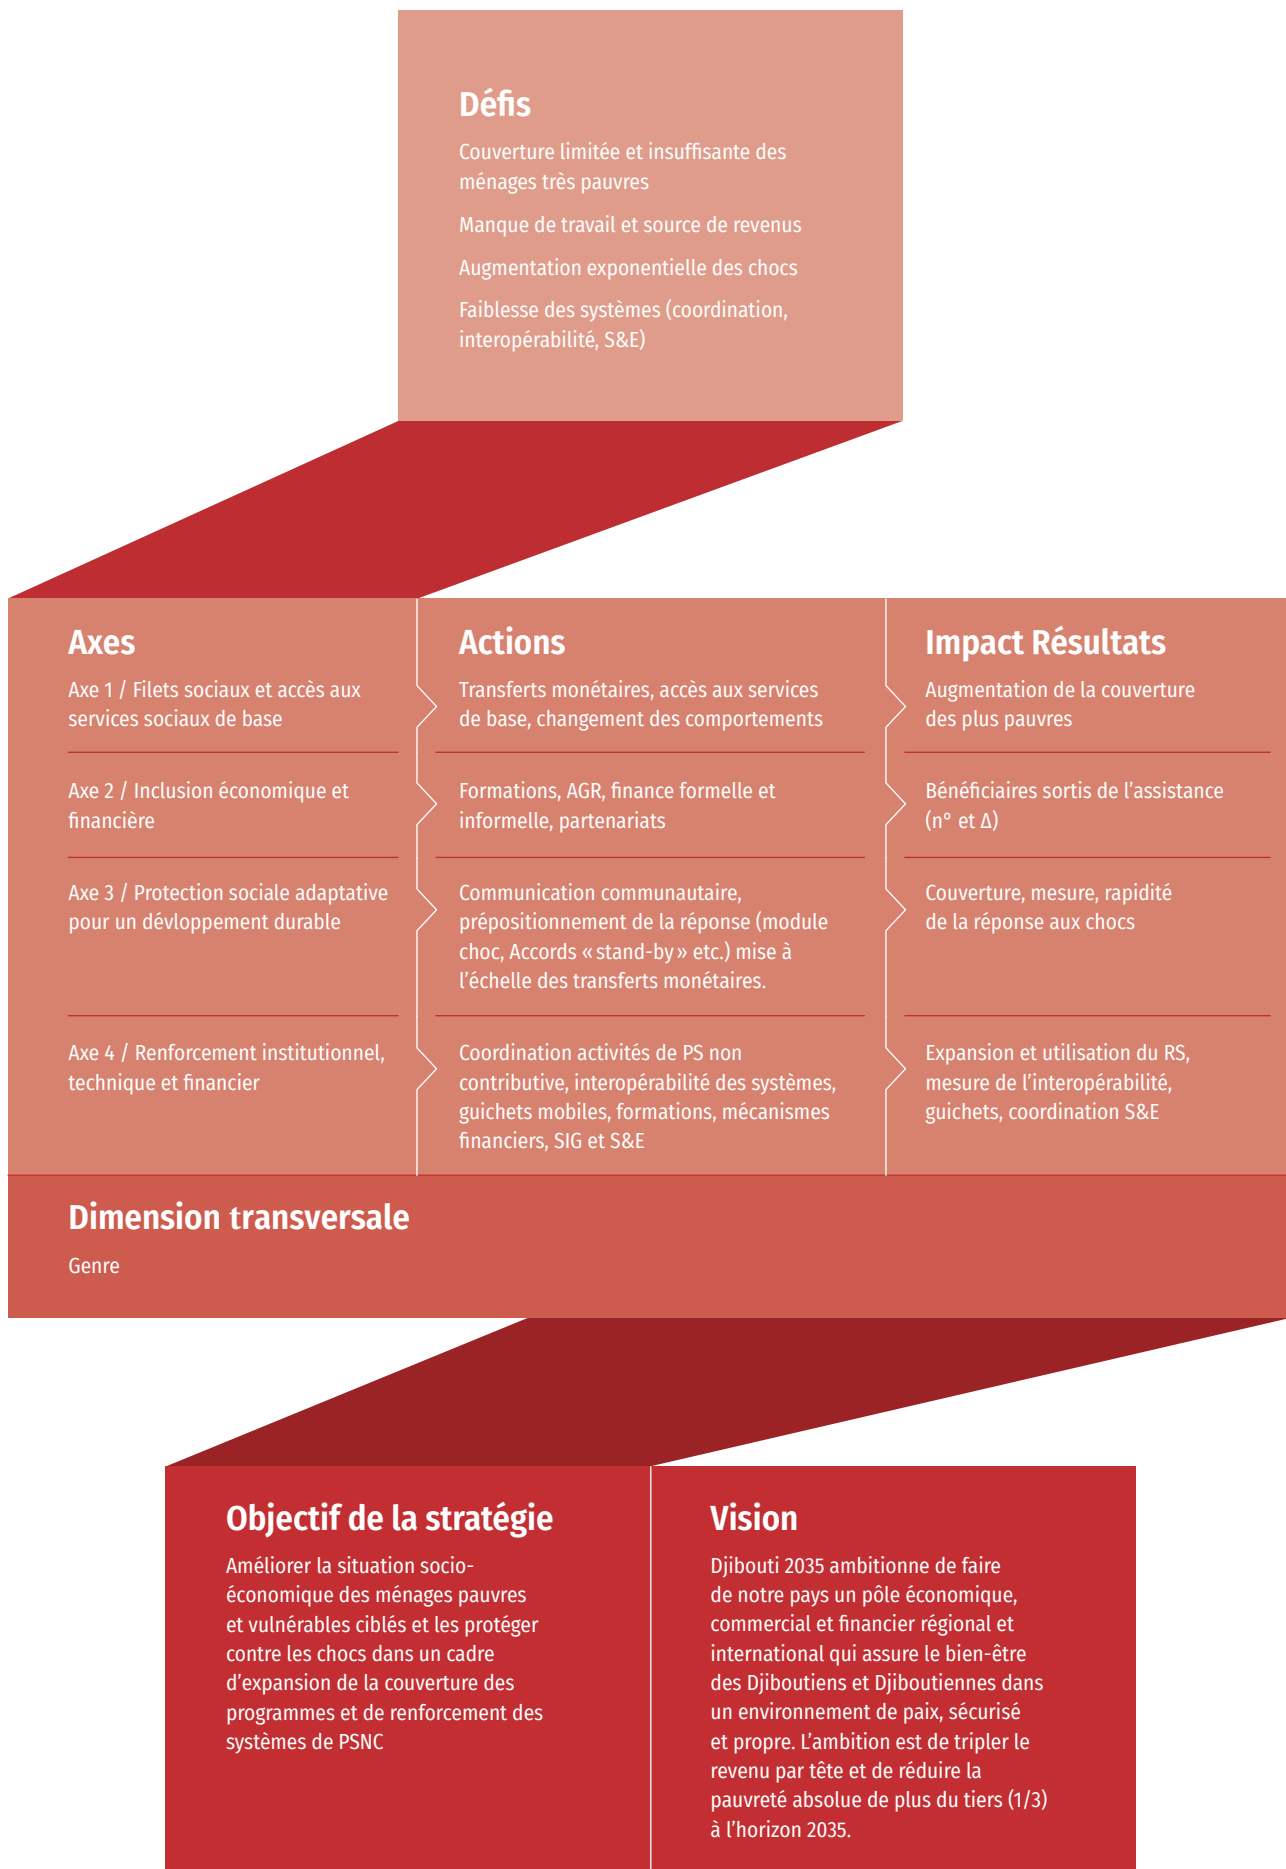 Défis
Couverture limitée et insuffisante des
ménages très pauvres
Manque de travail et source de revenus
Augmentation exponentielle des chocs
Faiblesse des systèmes (coordination,
interopérabilité, S&E)
Axes
Actions
Impact Résultats
Axe 1 / Filets sociaux et accès aux
services sociaux de base
Transferts monétaires, accès aux services
de base, changement des comportements
Augmentation de la couverture
des plus pauvres
Axe 2 / Inclusion économique et
financière
Formations, AGR, finance formelle et
informelle, partenariats
Bénéficiaires sortis de l'assistance
(n° et Δ)
Axe 3 / Protection sociale adaptative
pour un dévloppement durable
Communication communautaire,
prépositionnement de la réponse (module
choc, Accords « stand-by » etc.) mise à
l'échelle des transferts monétaires.
Couverture, mesure, rapidité
de la réponse aux chocs
Axe 4 / Renforcement institutionnel,
technique et financier
Coordination activités de PS non
contributive, interopérabilité des systèmes,
guichets mobiles, formations, mécanismes
financiers, SIG et S&E
Expansion et utilisation du RS,
mesure de l'interopérabilité,
guichets, coordination S&E
Dimension transversale
Genre
Objectif de la stratégie
Améliorer la situation socio-
économique des ménages pauvres
et vulnérables ciblés et les protéger
contre les chocs dans un cadre
d'expansion de la couverture des
programmes et de renforcement des
systèmes de PSNC
Vision
Djibouti 2035 ambitionne de faire
de notre pays un pôle économique,
commercial et financier régional et
international qui assure le bien-être
des Djiboutiens et Djiboutiennes dans
un environnement de paix, sécurisé
et propre. L'ambition est de tripler le
revenu par tête et de réduire la
pauvreté absolue de plus du tiers (1/3)
à l'horizon 2035.